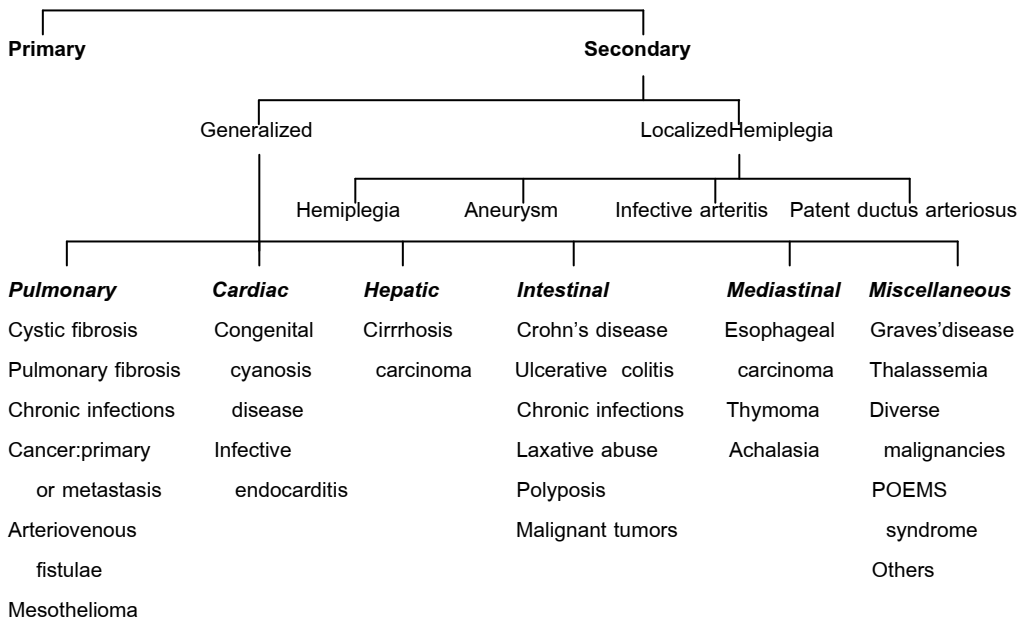 Primary Secondary
Generalized LocalizedHemiplegia
Hemiplegia Aneurysm Infective arteritis Patent ductus arteriosus
Pulmonary Cardiac Hepatic Intestinal Mediastinal Miscellaneous
Cystic fibrosis Congenital Cirrrhosis Crohn’s disease Esophageal Graves’disease
Pulmonary fibrosis cyanosis carcinoma Ulcerative colitis carcinoma Thalassemia
Chronic infections disease Chronic infections Thymoma Diverse
Cancer:primary Infective Laxative abuse Achalasia malignancies
or metastasis endocarditis Polyposis POEMS
Arteriovenous Malignant tumors syndrome
fistulae Others
Mesothelioma